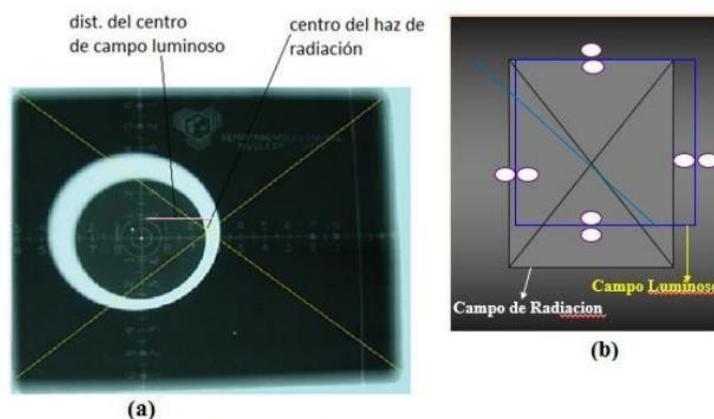 dist. del centro
de campo luminoso
centro del haz de
radiación
Campo Luminoso
Campo de Radiacion
(a)
(b)